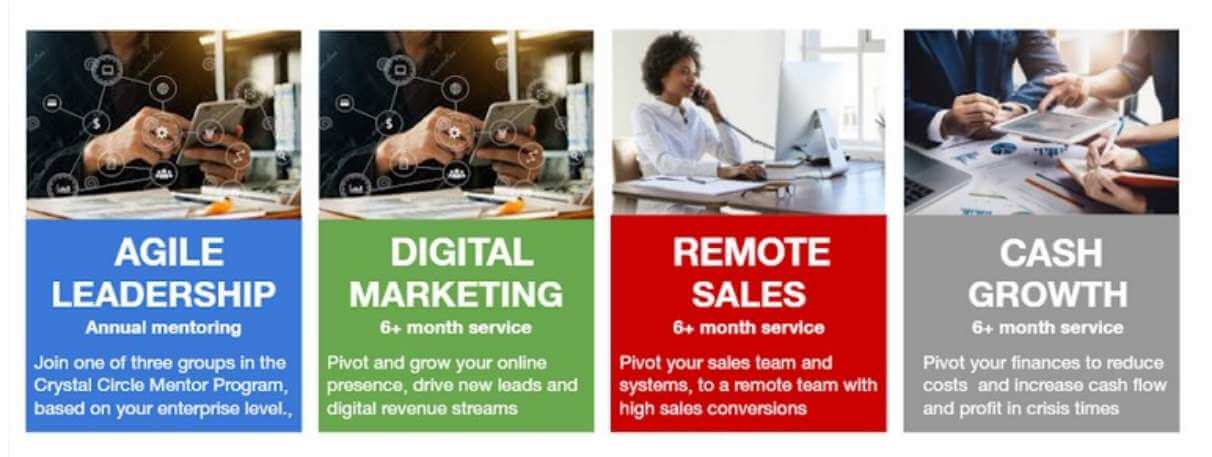 AGILE
LEADERSHIP
Annual mentoring
Join one of three groups in the
Crystal Circle Mentor Program,
based on your enterprise level.,
DIGITAL
MARKETING
6+ month service
Pivot and grow your online
presence, drive new leads and
digital revenue streams
REMOTE
SALES
6+ month service
Pivot your sales team and
systems, to a remote team with
high sales conversions
CASH
GROWTH
6+ month service
Pivot your finances to reduce
costs  and increase cash flow
and profit in crisis times